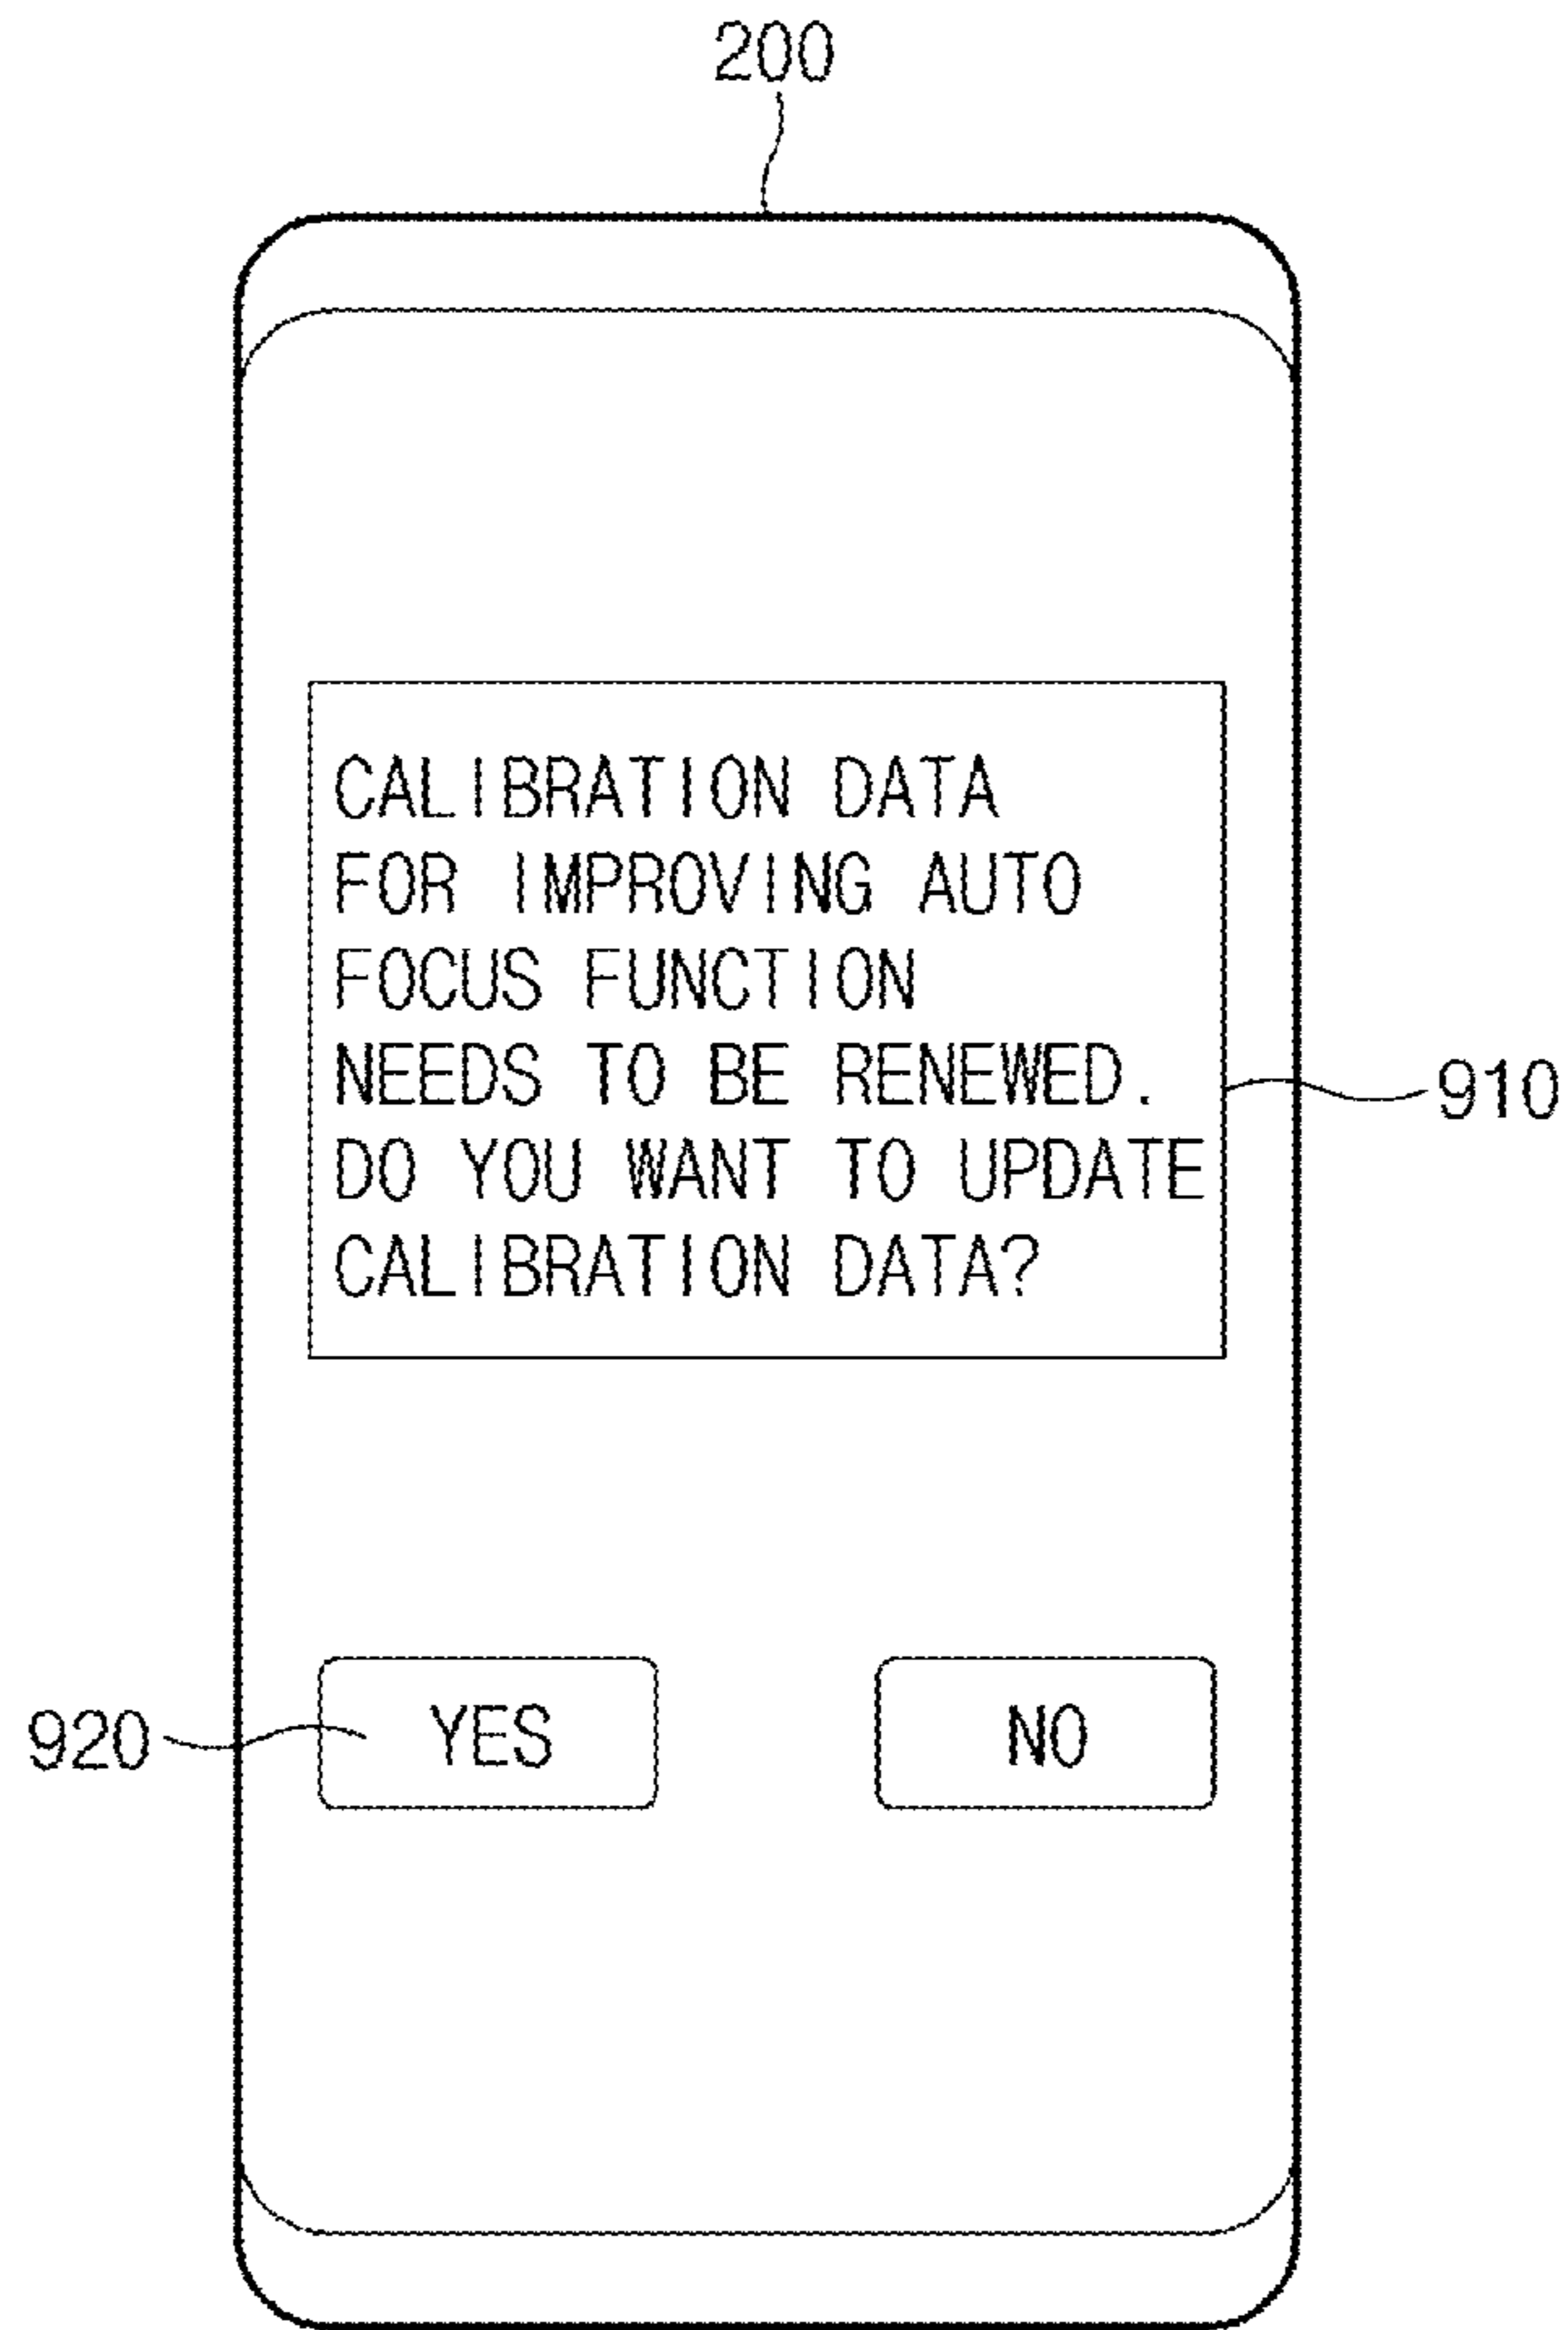 200
CALIBRATION DATA
FOR IMPROVING AUTO
FOCUS FUNCTION
NEEDS TO BE RENEWED.
DO YOU WANT TO UPDATE
CALIBRATION DATA?
910
920
YES
NO